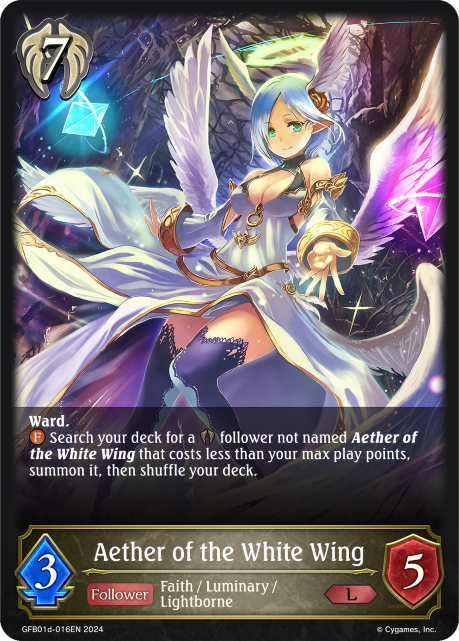 7
Ward.
F Search your deck for a follower not named Aether of
the White Wing that costs less than your max play points,
summon it, then shuffle your deck.
Aether of the White Wing
3
Follower
Faith / Luminary /
Lightborne
L
5
GFB01d-016EN 2024
© Cygames, Inc.